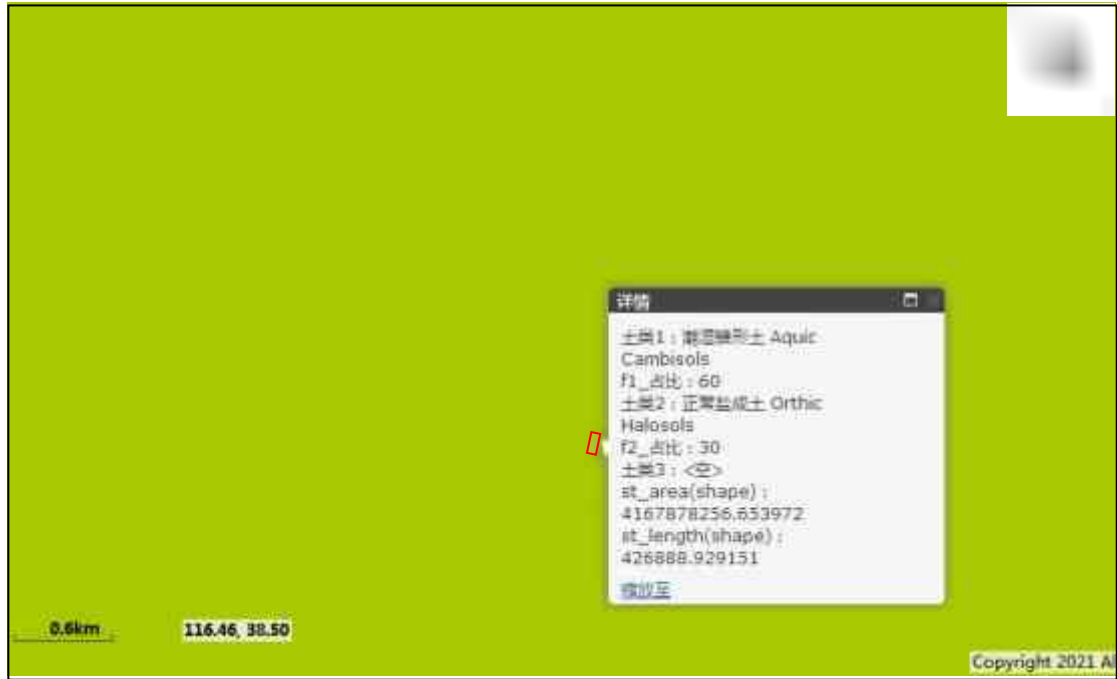 详情
土类1：潮湿雏形土 Aquic
Cambisols
f1_占比：60
土类2：正常盐成土 Orthic
Halosols
f2_占比：30
土类3：<空>
st_area(shape)：
4167878256.653972
st_length(shape)：
426888.929151
缩放至
0.6km
116.46, 38.50
Copyright 2021 Al